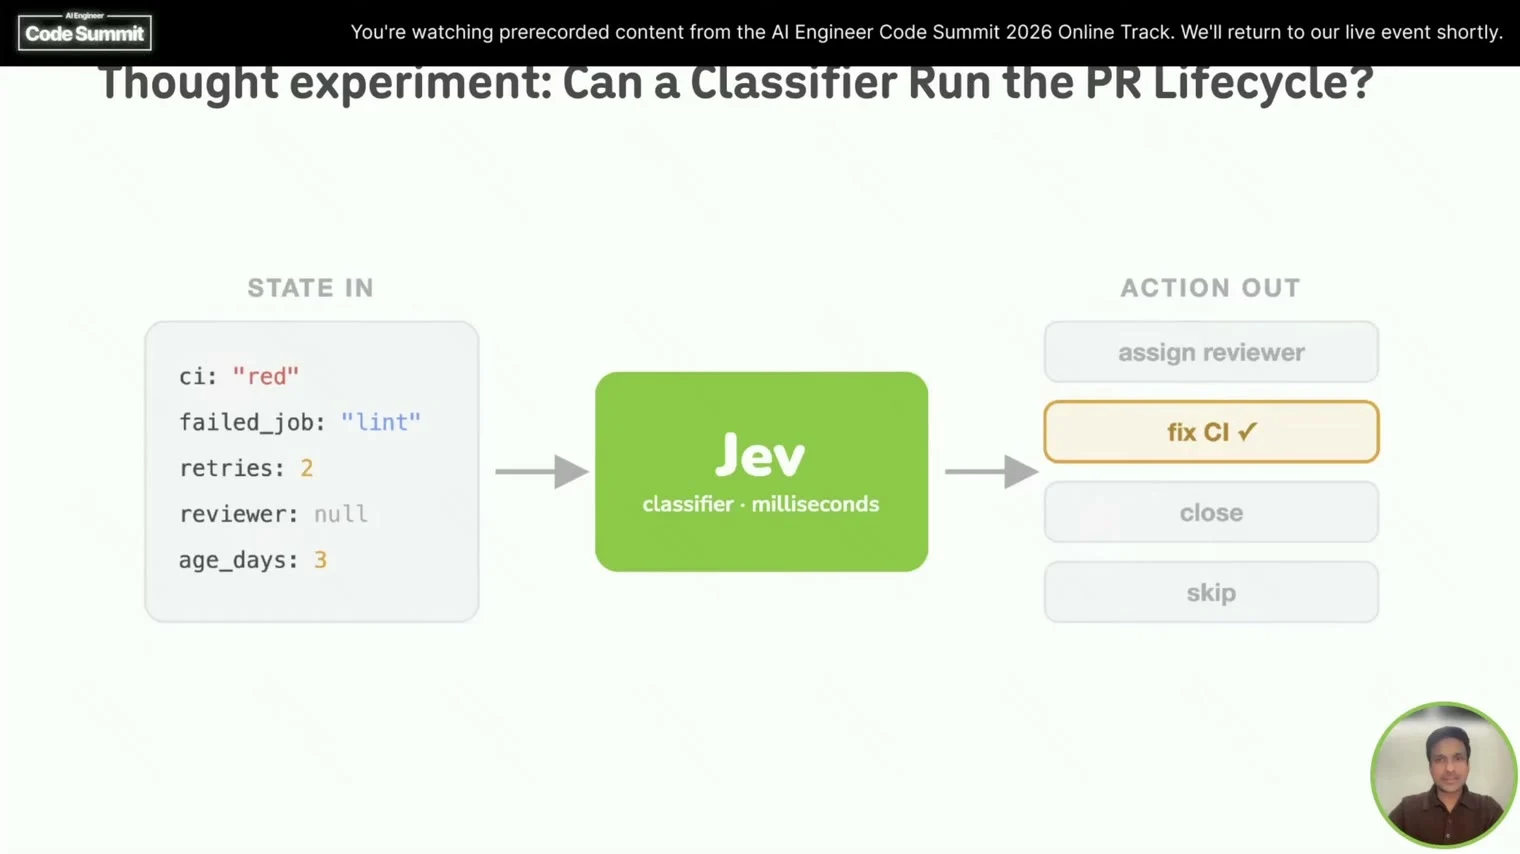 AI Engineer
Code Summit
You're watching prerecorded content from the AI Engineer Code Summit 2026 Online Track. We'll return to our live event shortly.
Thought experiment: Can a Classifier Run the PR Lifecycle?
STATE IN
ci: "red"
failed_job: "lint"
retries: 2
reviewer: null
age_days: 3
Jev
classifier · milliseconds
ACTION OUT
assign reviewer
fix CI ✓
close
skip